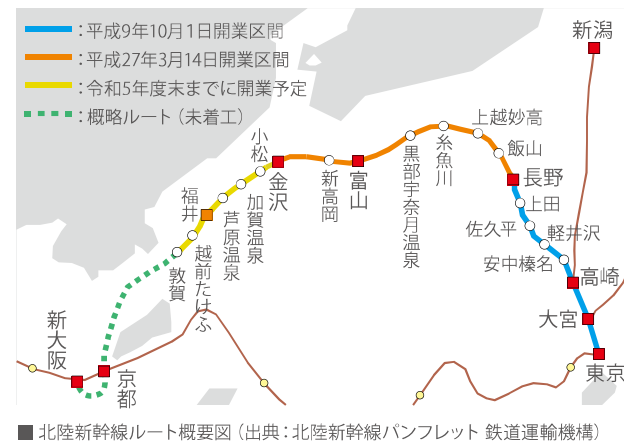 ：平成9年10月1日開業区間
：平成27年3月14日開業区間
：令和5年度末までに開業予定
：概略ルート（未着工）
新潟
上越妙高
糸魚川
飯山
黒部宇奈月温泉
長野
小松
金沢
新高岡
富山
上田
佐久平
軽井沢
安中榛名
高崎
大宮
東京
加賀温泉
芦原温泉
福井
越前たけふ
敦賀
新大阪
京都
■ 北陸新幹線ルート概要図（出典：北陸新幹線パンフレット 鉄道運輸機構）